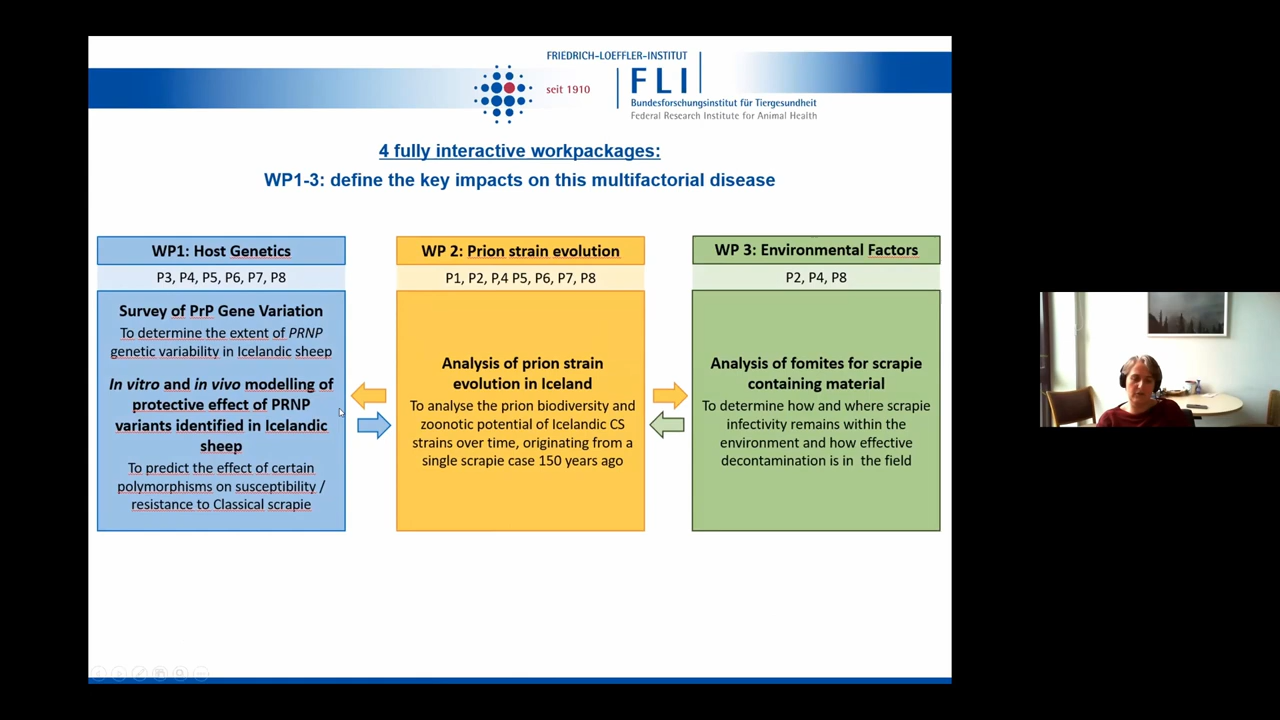 FRIEDRICH-LOEFFLER-INSTITUT
seit 1910
FLI
Bundesforschungsinstitut für Tiergesundheit
Federal Research Institute for Animal Health
4 fully interactive workpackages:
WP1-3: define the key impacts on this multifactorial disease
WP1: Host Genetics
P3, P4, P5, P6, P7, P8
Survey of PrP Gene Variation
To determine the extent of PRNP
genetic variability in Icelandic sheep
In vitro and in vivo modelling of
protective effect of PRNP
variants identified in Icelandic
sheep
To predict the effect of certain
polymorphisms on susceptibility /
resistance to Classical scrapie
WP 2: Prion strain evolution
P1, P2, P,4 P5, P6, P7, P8
Analysis of prion strain
evolution in Iceland
To analyse the prion biodiversity and
zoonotic potential of Icelandic CS
strains over time, originating from a
single scrapie case 150 years ago
WP 3: Environmental Factors
P2, P4, P8
Analysis of fomites for scrapie
containing material
To determine how and where scrapie
infectivity remains within the
environment and how effective
decontamination is in the field